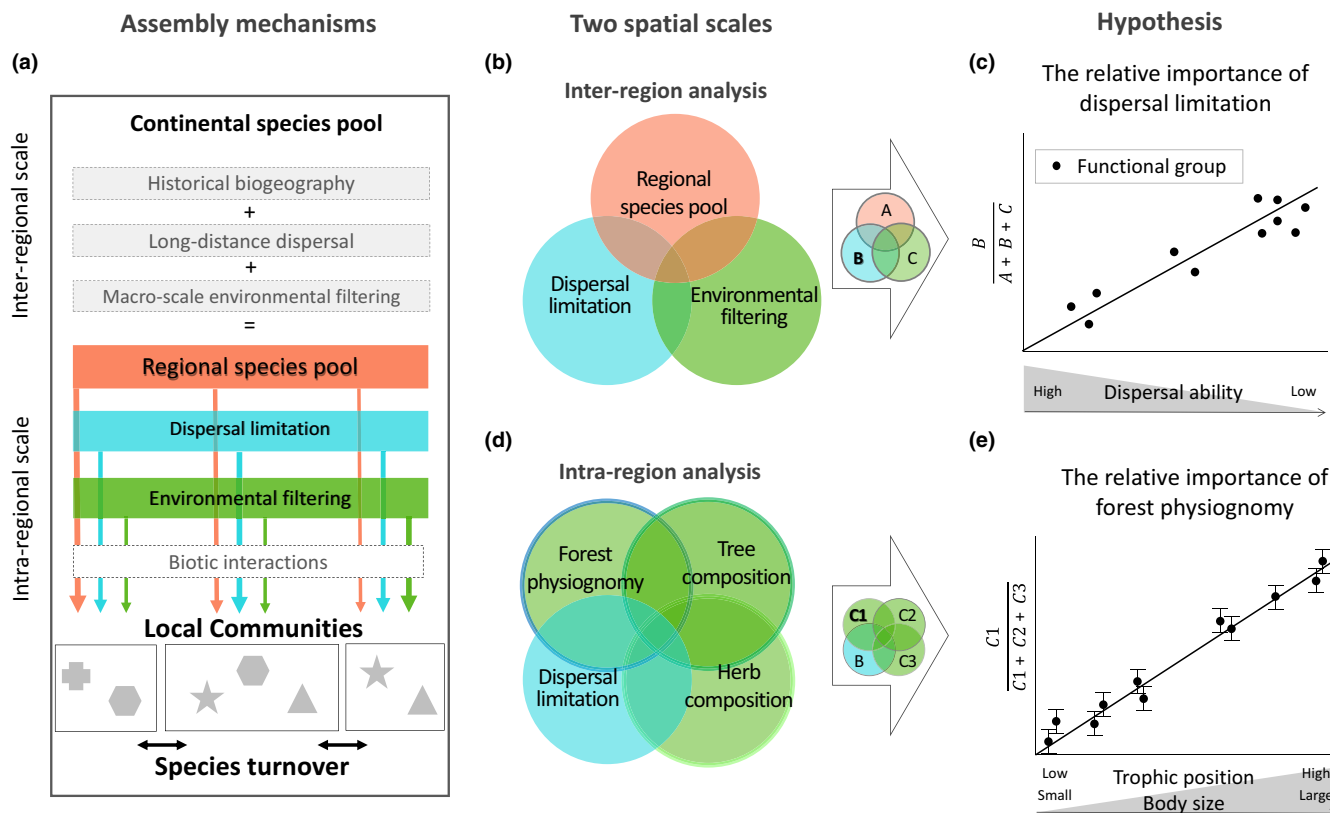 Assembly mechanisms
Two spatial scales
Hypothesis
(a)
Inter-regional scale
Intra-regional scale
Continental species pool
Historical biogeography
+
Long-distance dispersal
+
Macro-scale environmental filtering
=
Regional species pool
Dispersal limitation
Environmental filtering
Biotic interactions
Local Communities
Species turnover
(b)
Inter-region analysis
Regional
species pool
Dispersal
limitation
Environmental
filtering
A
B
C
(c)
The relative importance of
dispersal limitation
Functional group
B
A + B + C
High
Dispersal ability
Low
(d)
Intra-region analysis
Forest
physiognomy
Tree
composition
Dispersal
limitation
Herb
composition
C1
C2
B
C3
(e)
The relative importance of
forest physiognomy
C1
C1 + C2 + C3
Low
Trophic position
High
Small
Body size
Large